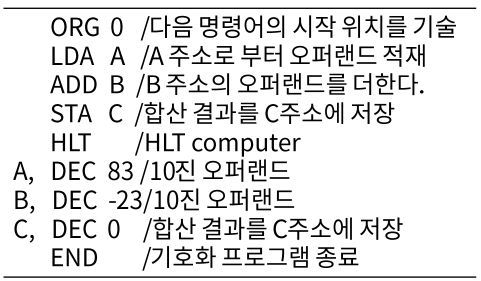 ORG 0 /다음 명령어의 시작 위치를 기술
LDA A /A 주소로 부터 오퍼랜드 적재
ADD B /B 주소의 오퍼랜드를 더한다.
STA C /합산 결과를 C주소에 저장
HLT /HLT computer
A, DEC 83 /10진 오퍼랜드
B, DEC -23/10진 오퍼랜드
C, DEC 0 /합산 결과를 C주소에 저장
END /기호화 프로그램 종료